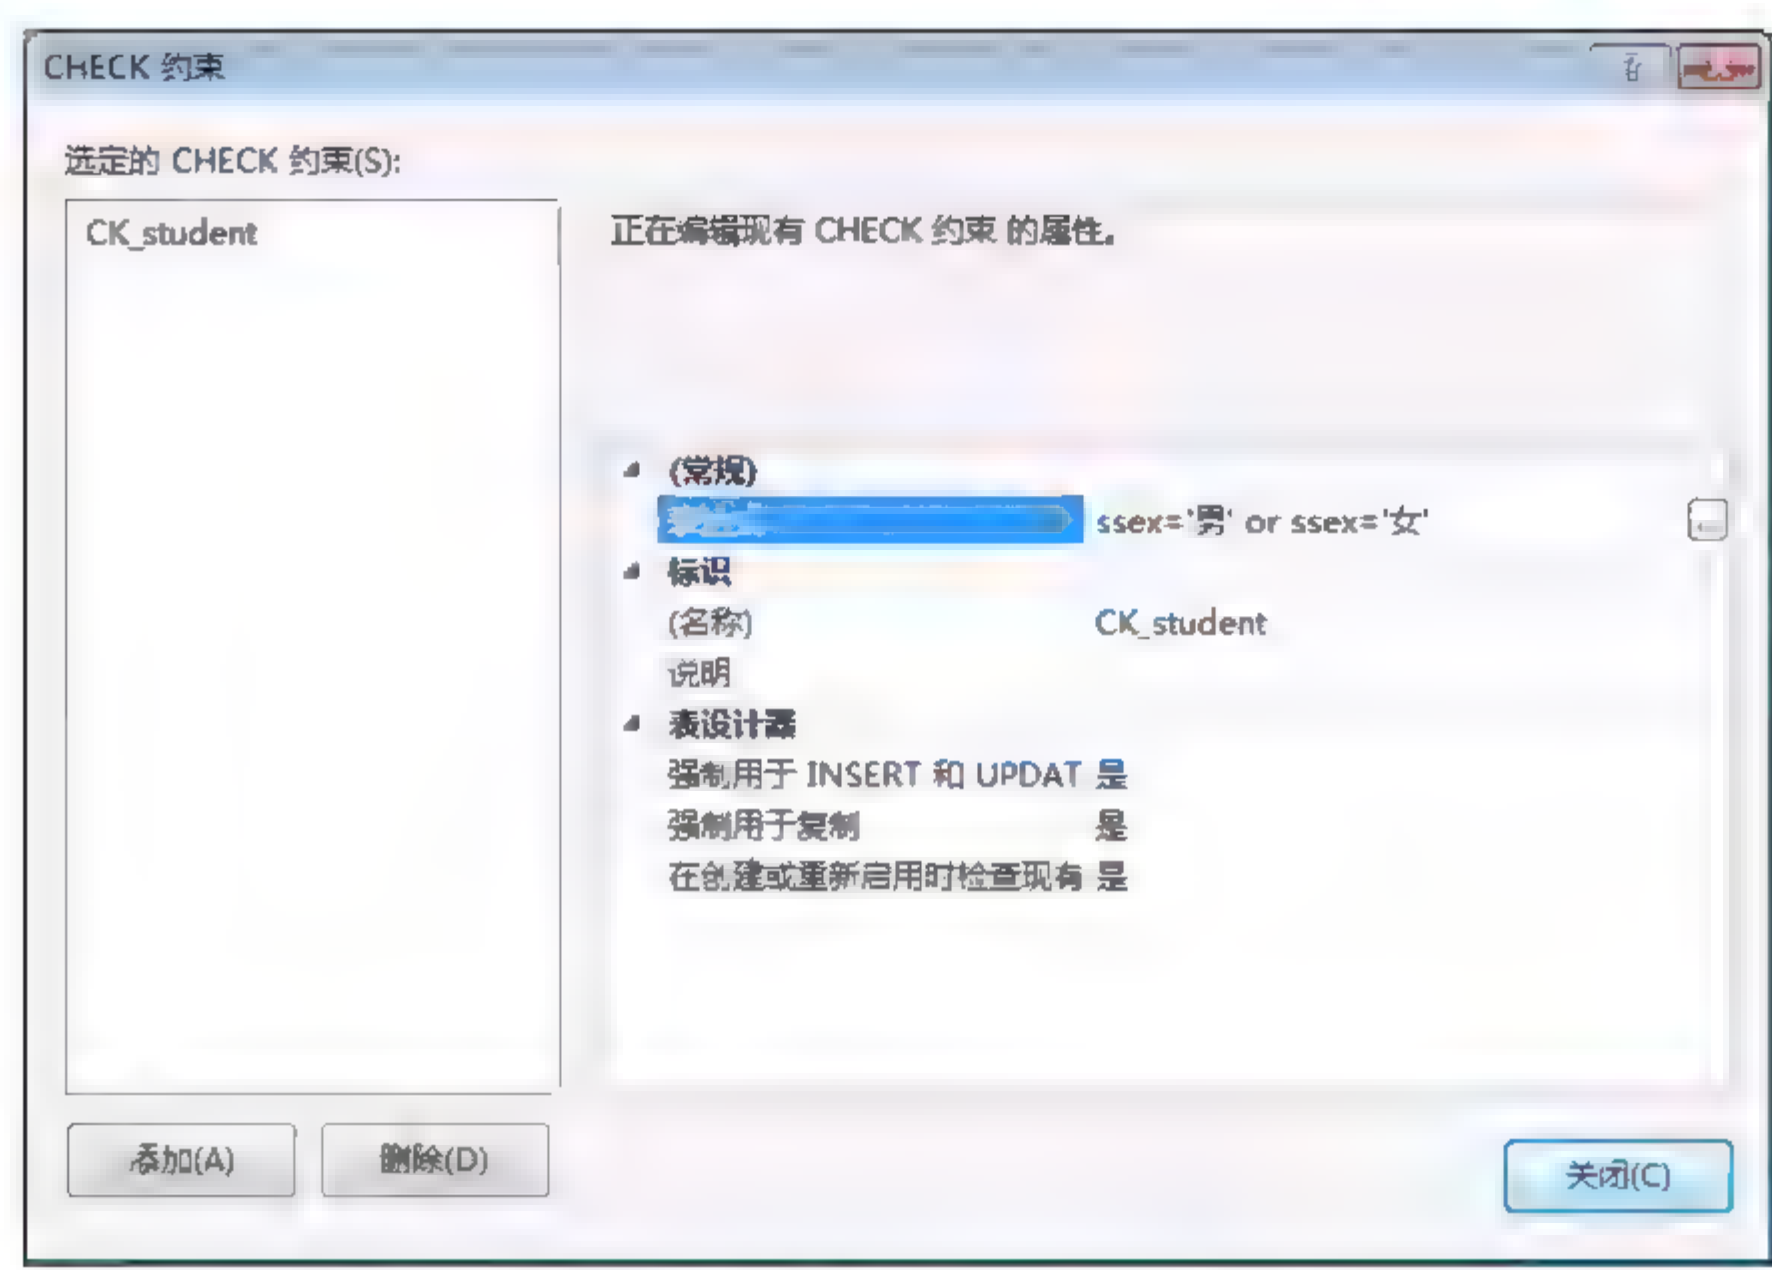 CHECK 约束
选定的 CHECK 约束(S):
CK_student
正在编辑现有 CHECK 约束 的属性。
(常规)
ssex='男' or ssex='女'
标识
(名称) CK_student
说明
表设计器
强制用于 INSERT 和 UPDAT 是
强制用于复制 是
在创建或重新启用时检查现有 是
添加(A) 删除(D)
关闭(C)